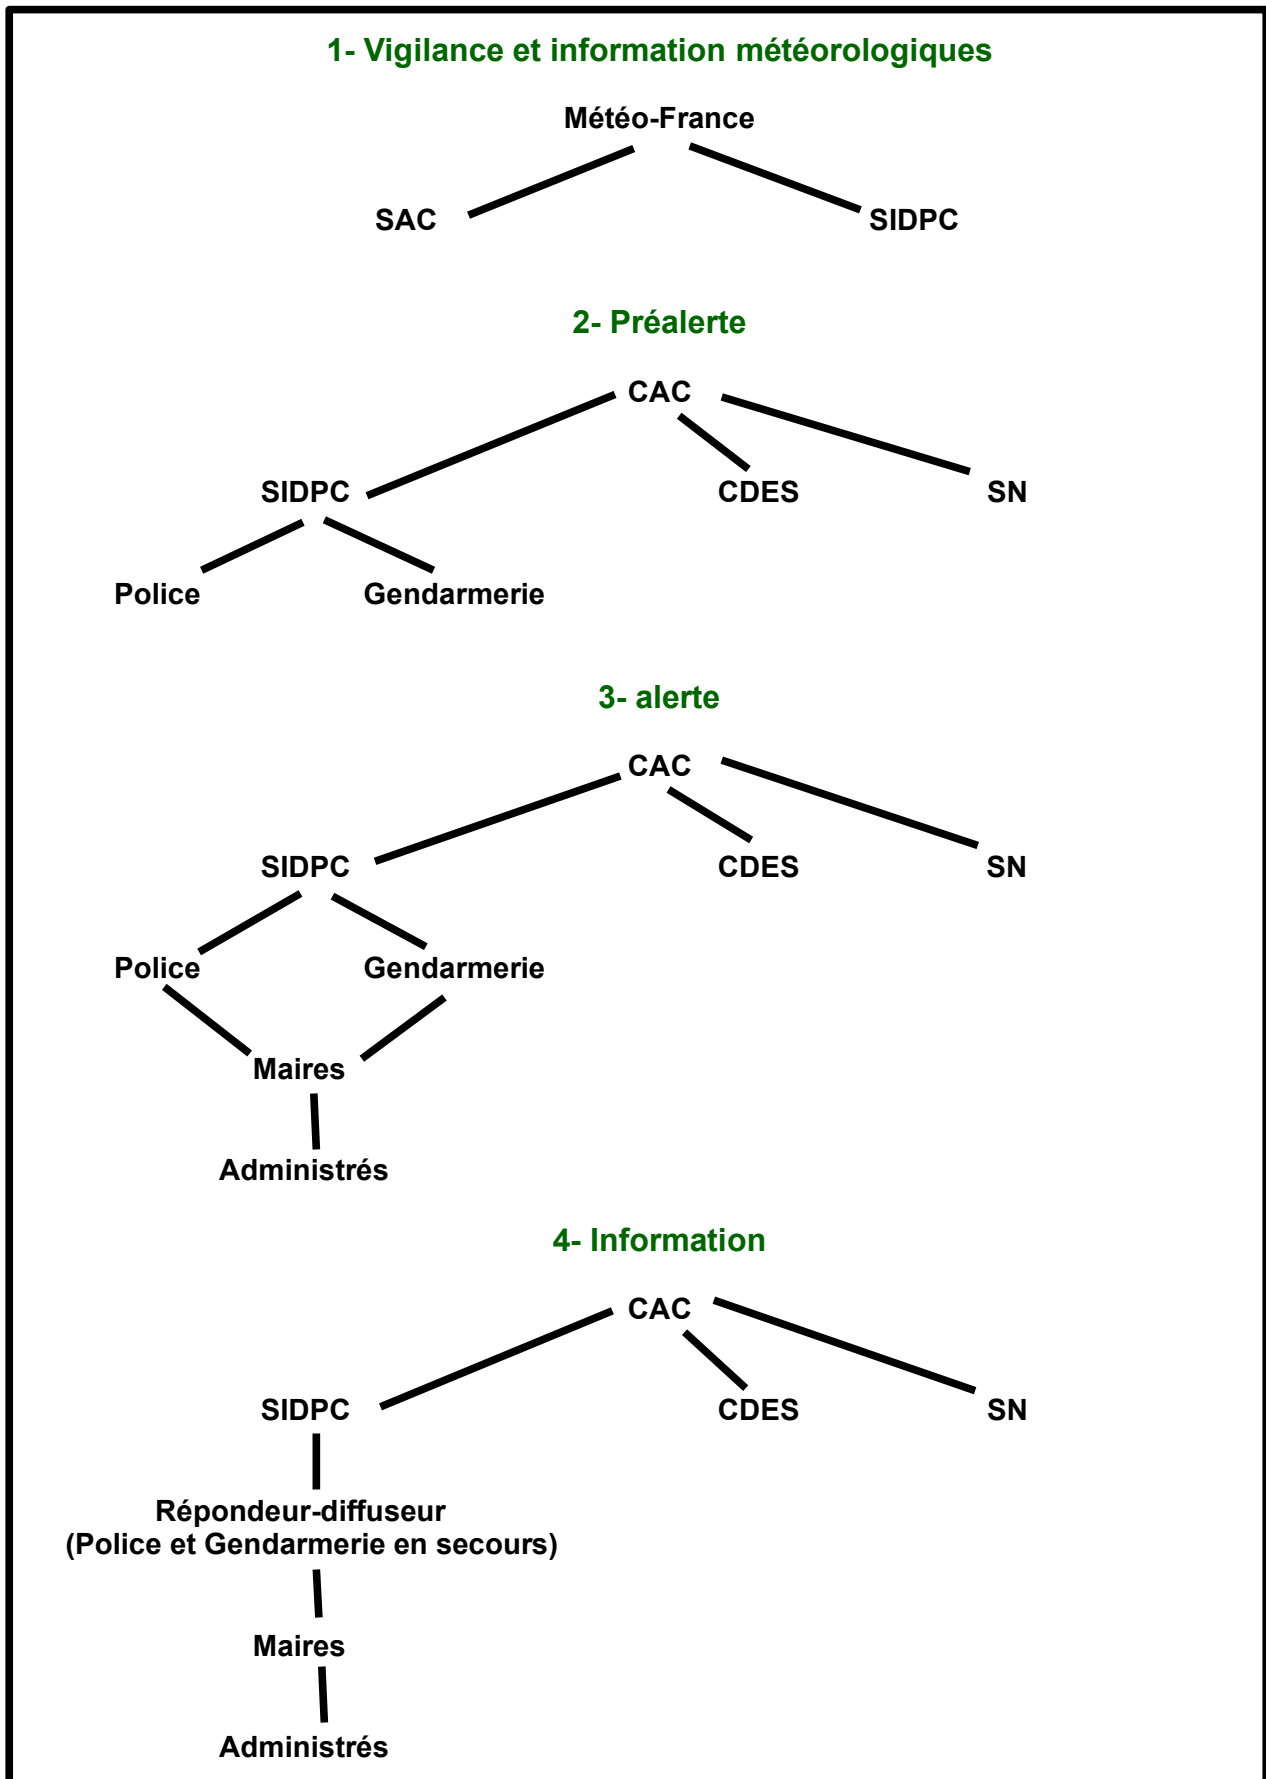 1- Vigilance et information météorologiques
Météo-France
SAC SIDPC
2- Préalerte
CAC
SIDPC CDES SN
Police Gendarmerie
3- alerte
CAC
SIDPC CDES SN
Police Gendarmerie
Maires
Administrés
4- Information
CAC
SIDPC CDES SN
Répondeur-diffuseur
(Police et Gendarmerie en secours)
Maires
Administrés